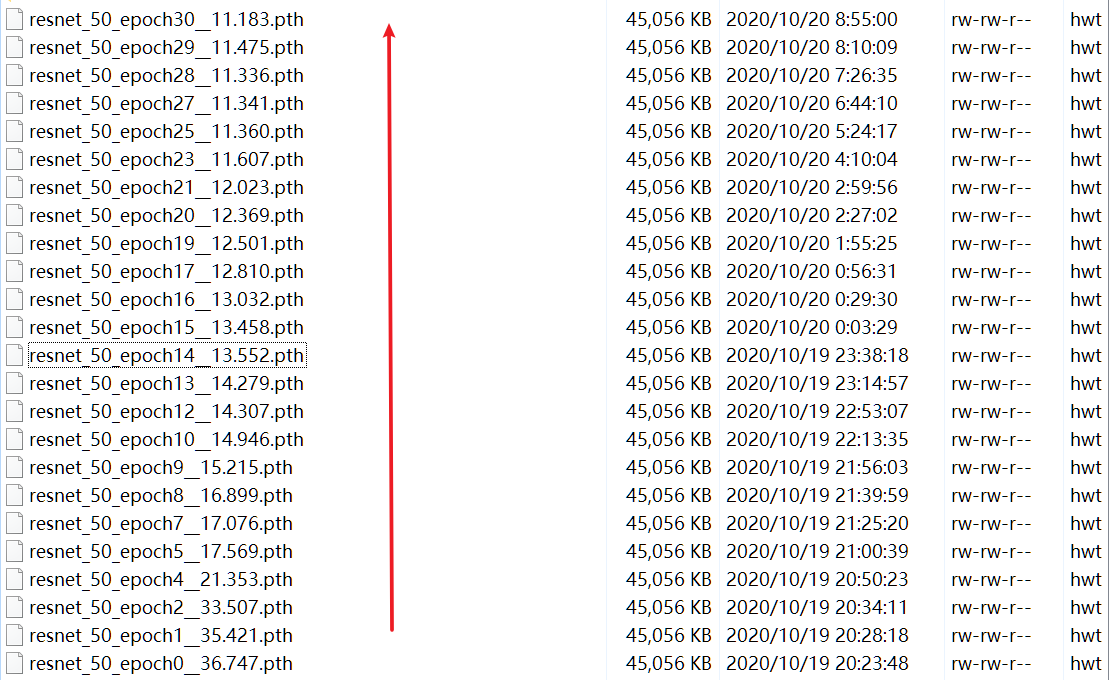 resnet_50_epoch30__11.183.pth 45,056 KB 2020/10/20 8:55:00 rw-rw-r-- hwt
resnet_50_epoch29__11.475.pth 45,056 KB 2020/10/20 8:10:09 rw-rw-r-- hwt
resnet_50_epoch28__11.336.pth 45,056 KB 2020/10/20 7:26:35 rw-rw-r-- hwt
resnet_50_epoch27__11.341.pth 45,056 KB 2020/10/20 6:44:10 rw-rw-r-- hwt
resnet_50_epoch25__11.360.pth 45,056 KB 2020/10/20 5:24:17 rw-rw-r-- hwt
resnet_50_epoch23__11.607.pth 45,056 KB 2020/10/20 4:10:04 rw-rw-r-- hwt
resnet_50_epoch21__12.023.pth 45,056 KB 2020/10/20 2:59:56 rw-rw-r-- hwt
resnet_50_epoch20__12.369.pth 45,056 KB 2020/10/20 2:27:02 rw-rw-r-- hwt
resnet_50_epoch19__12.501.pth 45,056 KB 2020/10/20 1:55:25 rw-rw-r-- hwt
resnet_50_epoch17__12.810.pth 45,056 KB 2020/10/20 0:56:31 rw-rw-r-- hwt
resnet_50_epoch16__13.032.pth 45,056 KB 2020/10/20 0:29:30 rw-rw-r-- hwt
resnet_50_epoch15__13.458.pth 45,056 KB 2020/10/20 0:03:29 rw-rw-r-- hwt
resnet_50_epoch14__13.552.pth 45,056 KB 2020/10/19 23:38:18 rw-rw-r-- hwt
resnet_50_epoch13__14.279.pth 45,056 KB 2020/10/19 23:14:57 rw-rw-r-- hwt
resnet_50_epoch12__14.307.pth 45,056 KB 2020/10/19 22:53:07 rw-rw-r-- hwt
resnet_50_epoch10__14.946.pth 45,056 KB 2020/10/19 22:13:35 rw-rw-r-- hwt
resnet_50_epoch9__15.215.pth 45,056 KB 2020/10/19 21:56:03 rw-rw-r-- hwt
resnet_50_epoch8__16.899.pth 45,056 KB 2020/10/19 21:39:59 rw-rw-r-- hwt
resnet_50_epoch7__17.076.pth 45,056 KB 2020/10/19 21:25:20 rw-rw-r-- hwt
resnet_50_epoch5__17.569.pth 45,056 KB 2020/10/19 21:00:39 rw-rw-r-- hwt
resnet_50_epoch4__21.353.pth 45,056 KB 2020/10/19 20:50:23 rw-rw-r-- hwt
resnet_50_epoch2__33.507.pth 45,056 KB 2020/10/19 20:34:11 rw-rw-r-- hwt
resnet_50_epoch1__35.421.pth 45,056 KB 2020/10/19 20:28:18 rw-rw-r-- hwt
resnet_50_epoch0__36.747.pth 45,056 KB 2020/10/19 20:23:48 rw-rw-r-- hwt